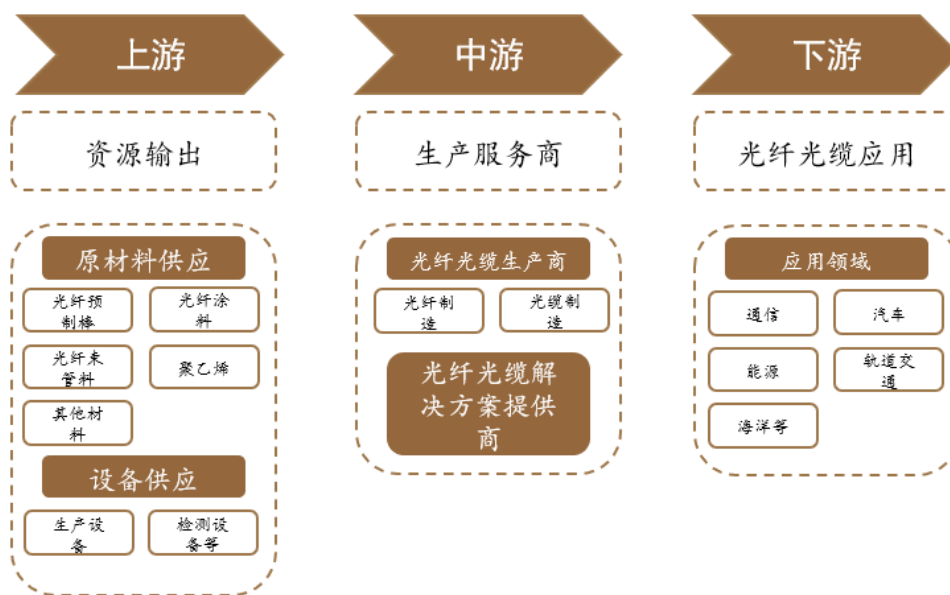 上游
资源输出
原材料供应
光纤预
制棒
光纤涂
料
光纤束
管料
聚乙烯
其他材
料
设备供应
生产设
备
检测设
备等
中游
生产服务商
光纤光缆生产商
光纤制
造
光缆制
造
光纤光缆解
决方案提供
商
下游
光纤光缆应用
应用领域
通信
汽车
能源
轨道交
通
海洋等